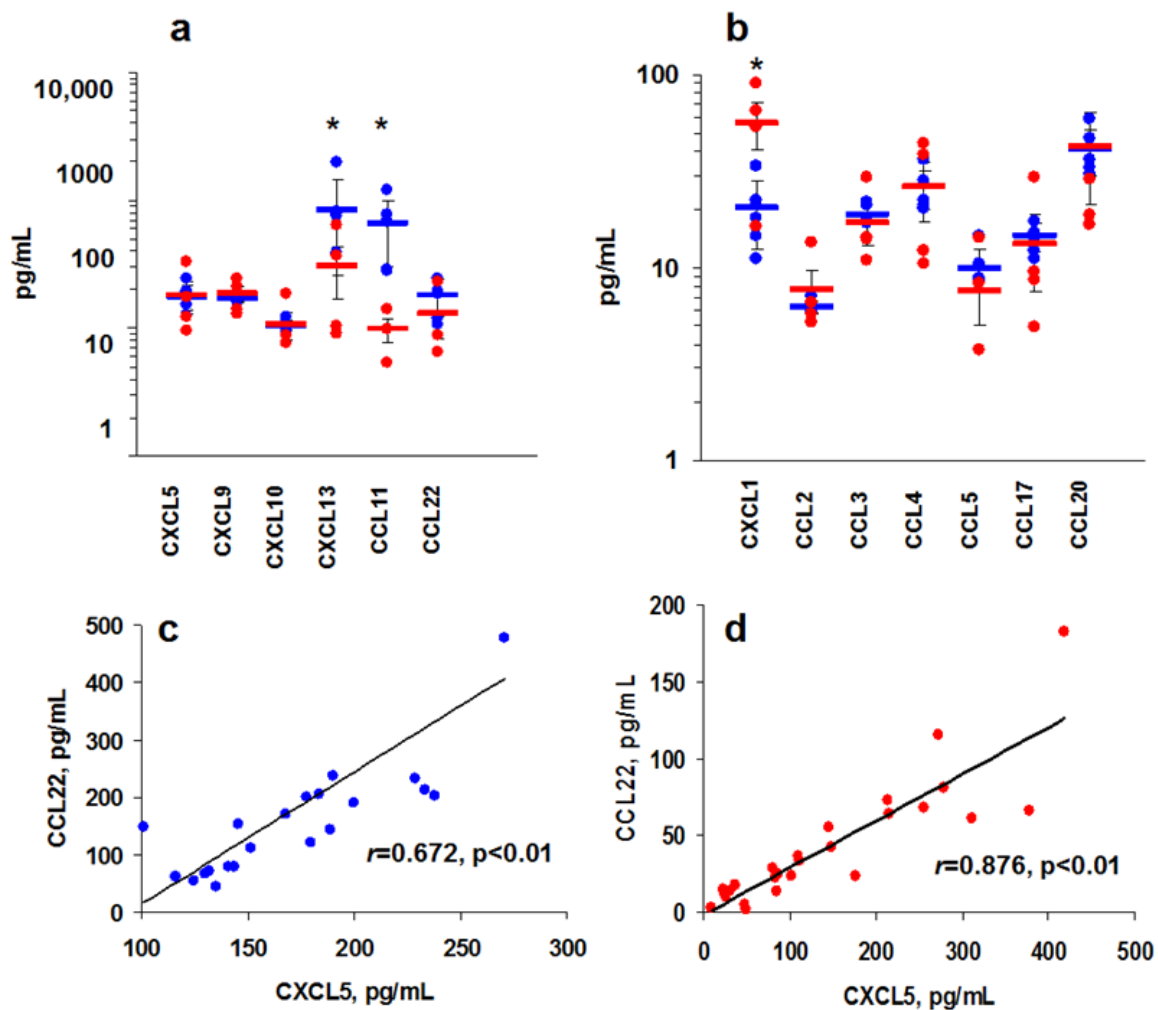 a
10,000
1000
100
10
1
pg/mL
*
*
CXCL5
CXCL9
CXCL10
CXCL13
CCL11
CCL22
b
100
10
1
pg/mL
*
CXCL1
CCL2
CCL3
CCL4
CCL5
CCL17
CCL20
c
500
400
300
200
100
0
CCL22, pg/mL
r=0.672, p<0.01
100
150
200
250
300
CXCL5, pg/mL
d
200
150
100
50
0
CCL22, pg/mL
r=0.876, p<0.01
0
100
200
300
400
500
CXCL5, pg/mL